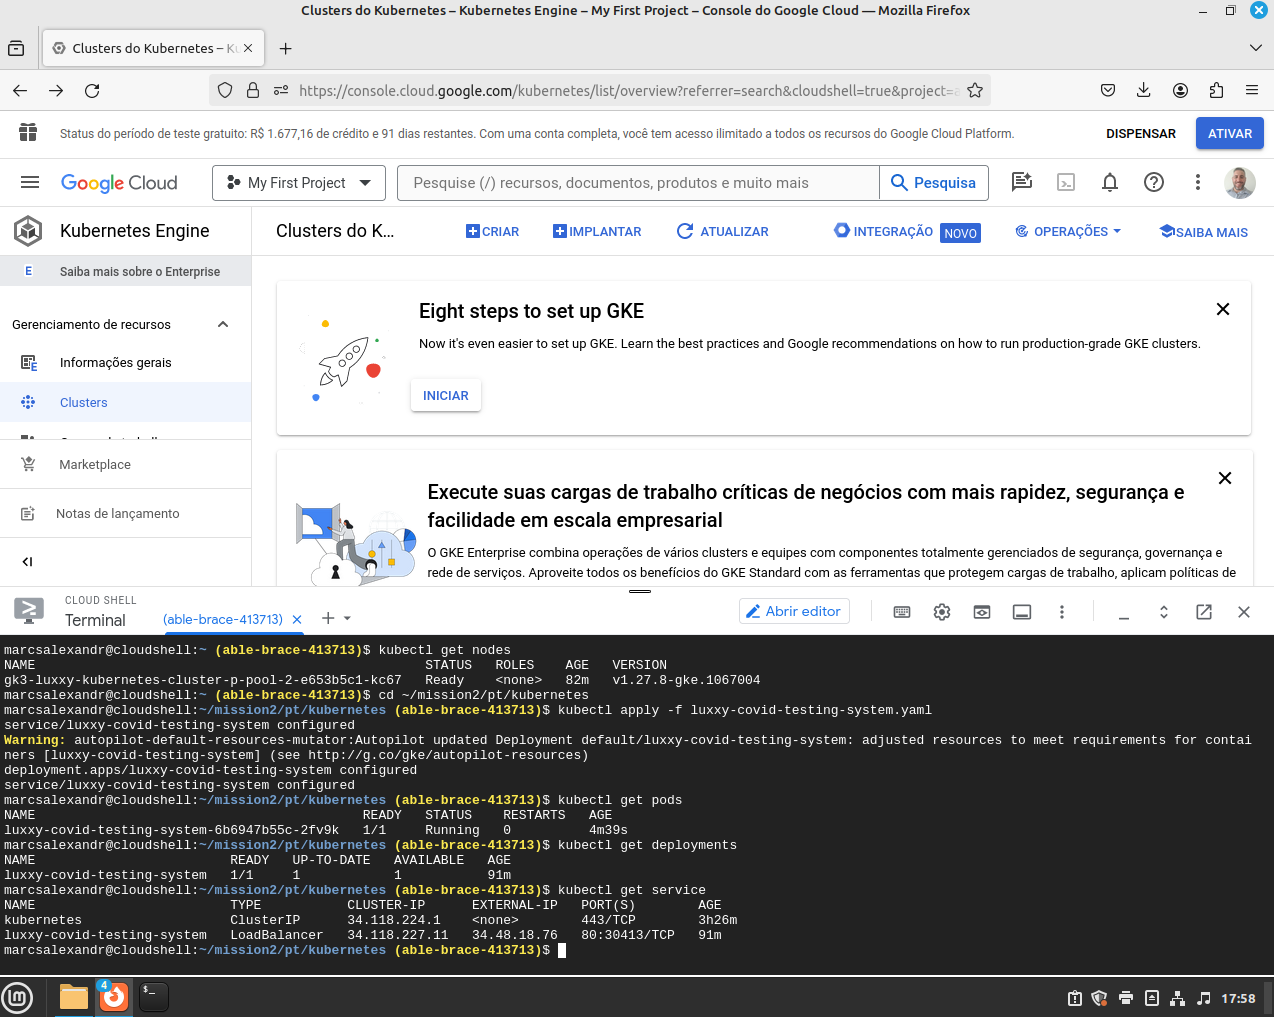 Clusters do Kubernetes – Kubernetes Engine – My First Project – Console do Google Cloud — Mozilla Firefox
Clusters do Kubernetes – Ku
https://console.cloud.google.com/kubernetes/list/overview?referrer=search&cloudshell=true&project=a
Status do período de teste gratuito: R$ 1.677,16 de crédito e 91 dias restantes. Com uma conta completa, você tem acesso ilimitado a todos os recursos do Google Cloud Platform.
DISPENSAR
ATIVAR
Google Cloud
My First Project
Pesquise (/) recursos, documentos, produtos e muito mais
Pesquisa
Kubernetes Engine
Clusters do K...
CRIAR
IMPLANTAR
ATUALIZAR
INTEGRAÇÃO
NOVO
OPERAÇÕES
SAIBA MAIS
E
Saiba mais sobre o Enterprise
Gerenciamento de recursos
Informações gerais
Clusters
Marketplace
Notas de lançamento
Eight steps to set up GKE
Now it's even easier to set up GKE. Learn the best practices and Google recommendations on how to run production-grade GKE clusters.
INICIAR
Execute suas cargas de trabalho críticas de negócios com mais rapidez, segurança e
facilidade em escala empresarial
O GKE Enterprise combina operações de vários clusters e equipes com componentes totalmente gerenciados de segurança, governança e
rede de serviços. Aproveite todos os benefícios do GKE Standard com as ferramentas que protegem cargas de trabalho, aplicam políticas de
CLOUD SHELL
Terminal
(able-brace-413713)
Abrir editor
marcsalexandr@cloudshell:~ (able-brace-413713)$ kubectl get nodes
NAME STATUS ROLES AGE VERSION
gk3-luxxy-kubernetes-cluster-p-pool-2-e653b5c1-kc67 Ready <none> 82m v1.27.8-gke.1067004
marcsalexandr@cloudshell:~ (able-brace-413713)$ cd ~/mission2/pt/kubernetes
marcsalexandr@cloudshell:~/mission2/pt/kubernetes (able-brace-413713)$ kubectl apply -f luxxy-covid-testing-system.yaml
service/luxxy-covid-testing-system configured
Warning: autopilot-default-resources-mutator:Autopilot updated Deployment default/luxxy-covid-testing-system: adjusted resources to meet requirements for contai
ners [luxxy-covid-testing-system] (see http://g.co/gke/autopilot-resources)
deployment.apps/luxxy-covid-testing-system configured
service/luxxy-covid-testing-system configured
marcsalexandr@cloudshell:~/mission2/pt/kubernetes (able-brace-413713)$ kubectl get pods
NAME READY STATUS RESTARTS AGE
luxxy-covid-testing-system-6b6947b55c-2fv9k 1/1 Running 0 4m39s
marcsalexandr@cloudshell:~/mission2/pt/kubernetes (able-brace-413713)$ kubectl get deployments
NAME READY UP-TO-DATE AVAILABLE AGE
luxxy-covid-testing-system 1/1 1 1 91m
marcsalexandr@cloudshell:~/mission2/pt/kubernetes (able-brace-413713)$ kubectl get service
NAME TYPE CLUSTER-IP EXTERNAL-IP PORT(S) AGE
kubernetes ClusterIP 34.118.224.1 <none> 443/TCP 3h26m
luxxy-covid-testing-system LoadBalancer 34.118.227.11 34.48.18.76 80:30413/TCP 91m
marcsalexandr@cloudshell:~/mission2/pt/kubernetes (able-brace-413713)$
4
17:58